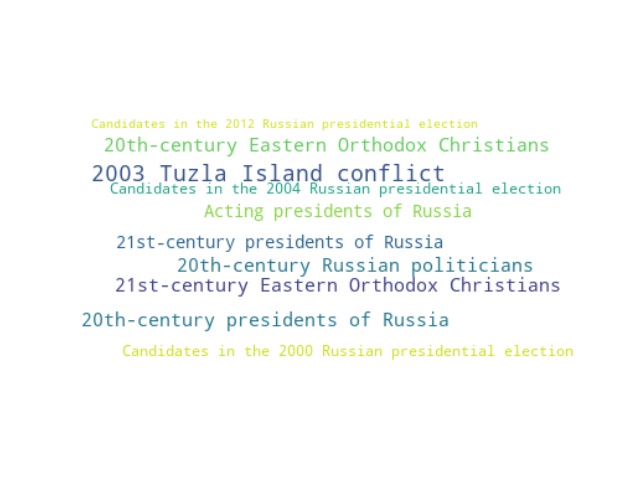 Candidates in the 2012 Russian presidential election
20th-century Eastern Orthodox Christians
2003 Tuzla Island conflict
Candidates in the 2004 Russian presidential election
Acting presidents of Russia
21st-century presidents of Russia
20th-century Russian politicians
21st-century Eastern Orthodox Christians
20th-century presidents of Russia
Candidates in the 2000 Russian presidential election